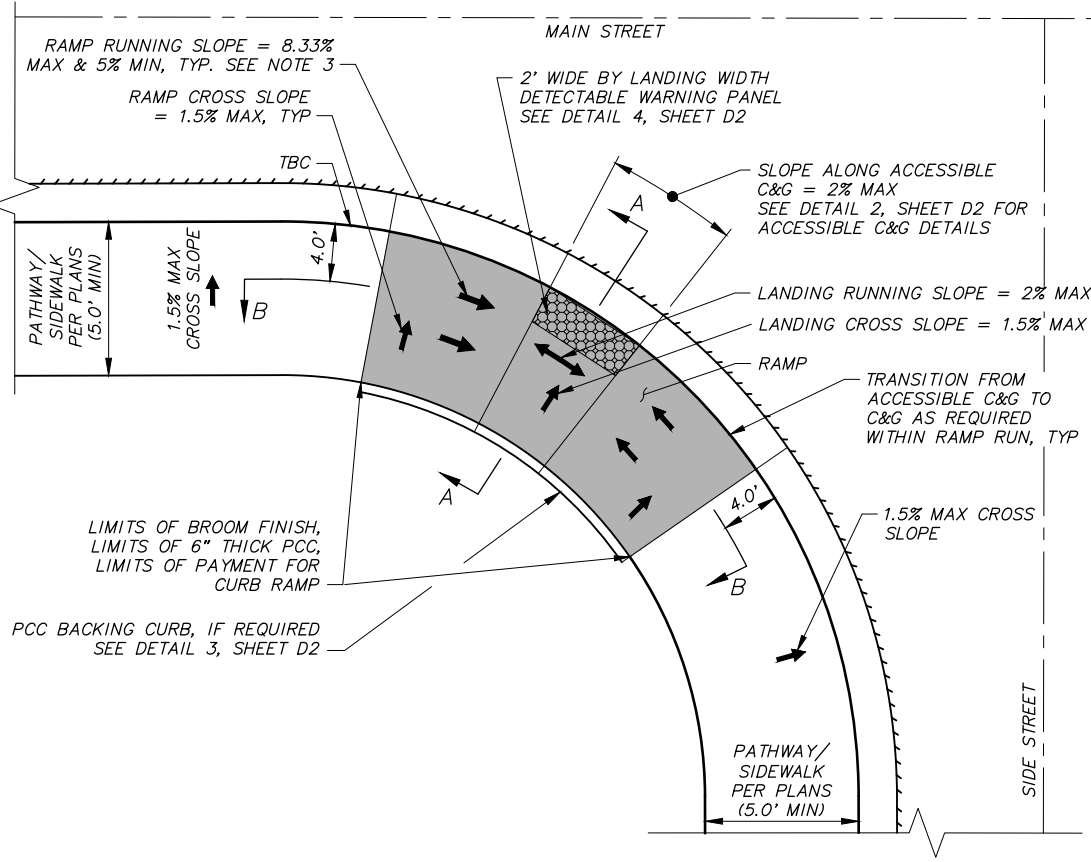 MAIN STREET
RAMP RUNNING SLOPE = 8.33%
MAX & 5% MIN, TYP. SEE NOTE 3
RAMP CROSS SLOPE
= 1.5% MAX, TYP
TBC
2' WIDE BY LANDING WIDTH
DETECTABLE WARNING PANEL
SEE DETAIL 4, SHEET D2
SLOPE ALONG ACCESSIBLE
C&G = 2% MAX
SEE DETAIL 2, SHEET D2 FOR
ACCESSIBLE C&G DETAILS
A
PATHWAY/
SIDEWALK
PER PLANS
(5.0' MIN)
1.5% MAX
CROSS SLOPE
B
4.0'
LANDING RUNNING SLOPE = 2% MAX
LANDING CROSS SLOPE = 1.5% MAX
RAMP
TRANSITION FROM
ACCESSIBLE C&G TO
C&G AS REQUIRED
WITHIN RAMP RUN, TYP
A
4.0'
B
1.5% MAX CROSS
SLOPE
LIMITS OF BROOM FINISH,
LIMITS OF 6" THICK PCC,
LIMITS OF PAYMENT FOR
CURB RAMP
PCC BACKING CURB, IF REQUIRED
SEE DETAIL 3, SHEET D2
PATHWAY/
SIDEWALK
PER PLANS
(5.0' MIN)
SIDE STREET